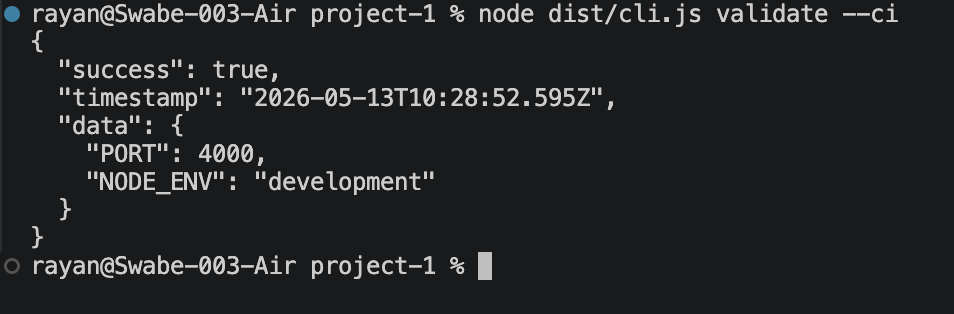 rayan@Swabe-003-Air project-1 % node dist/cli.js validate --ci
{
  "success": true,
  "timestamp": "2026-05-13T10:28:52.595Z",
  "data": {
    "PORT": 4000,
    "NODE_ENV": "development"
  }
}
rayan@Swabe-003-Air project-1 %